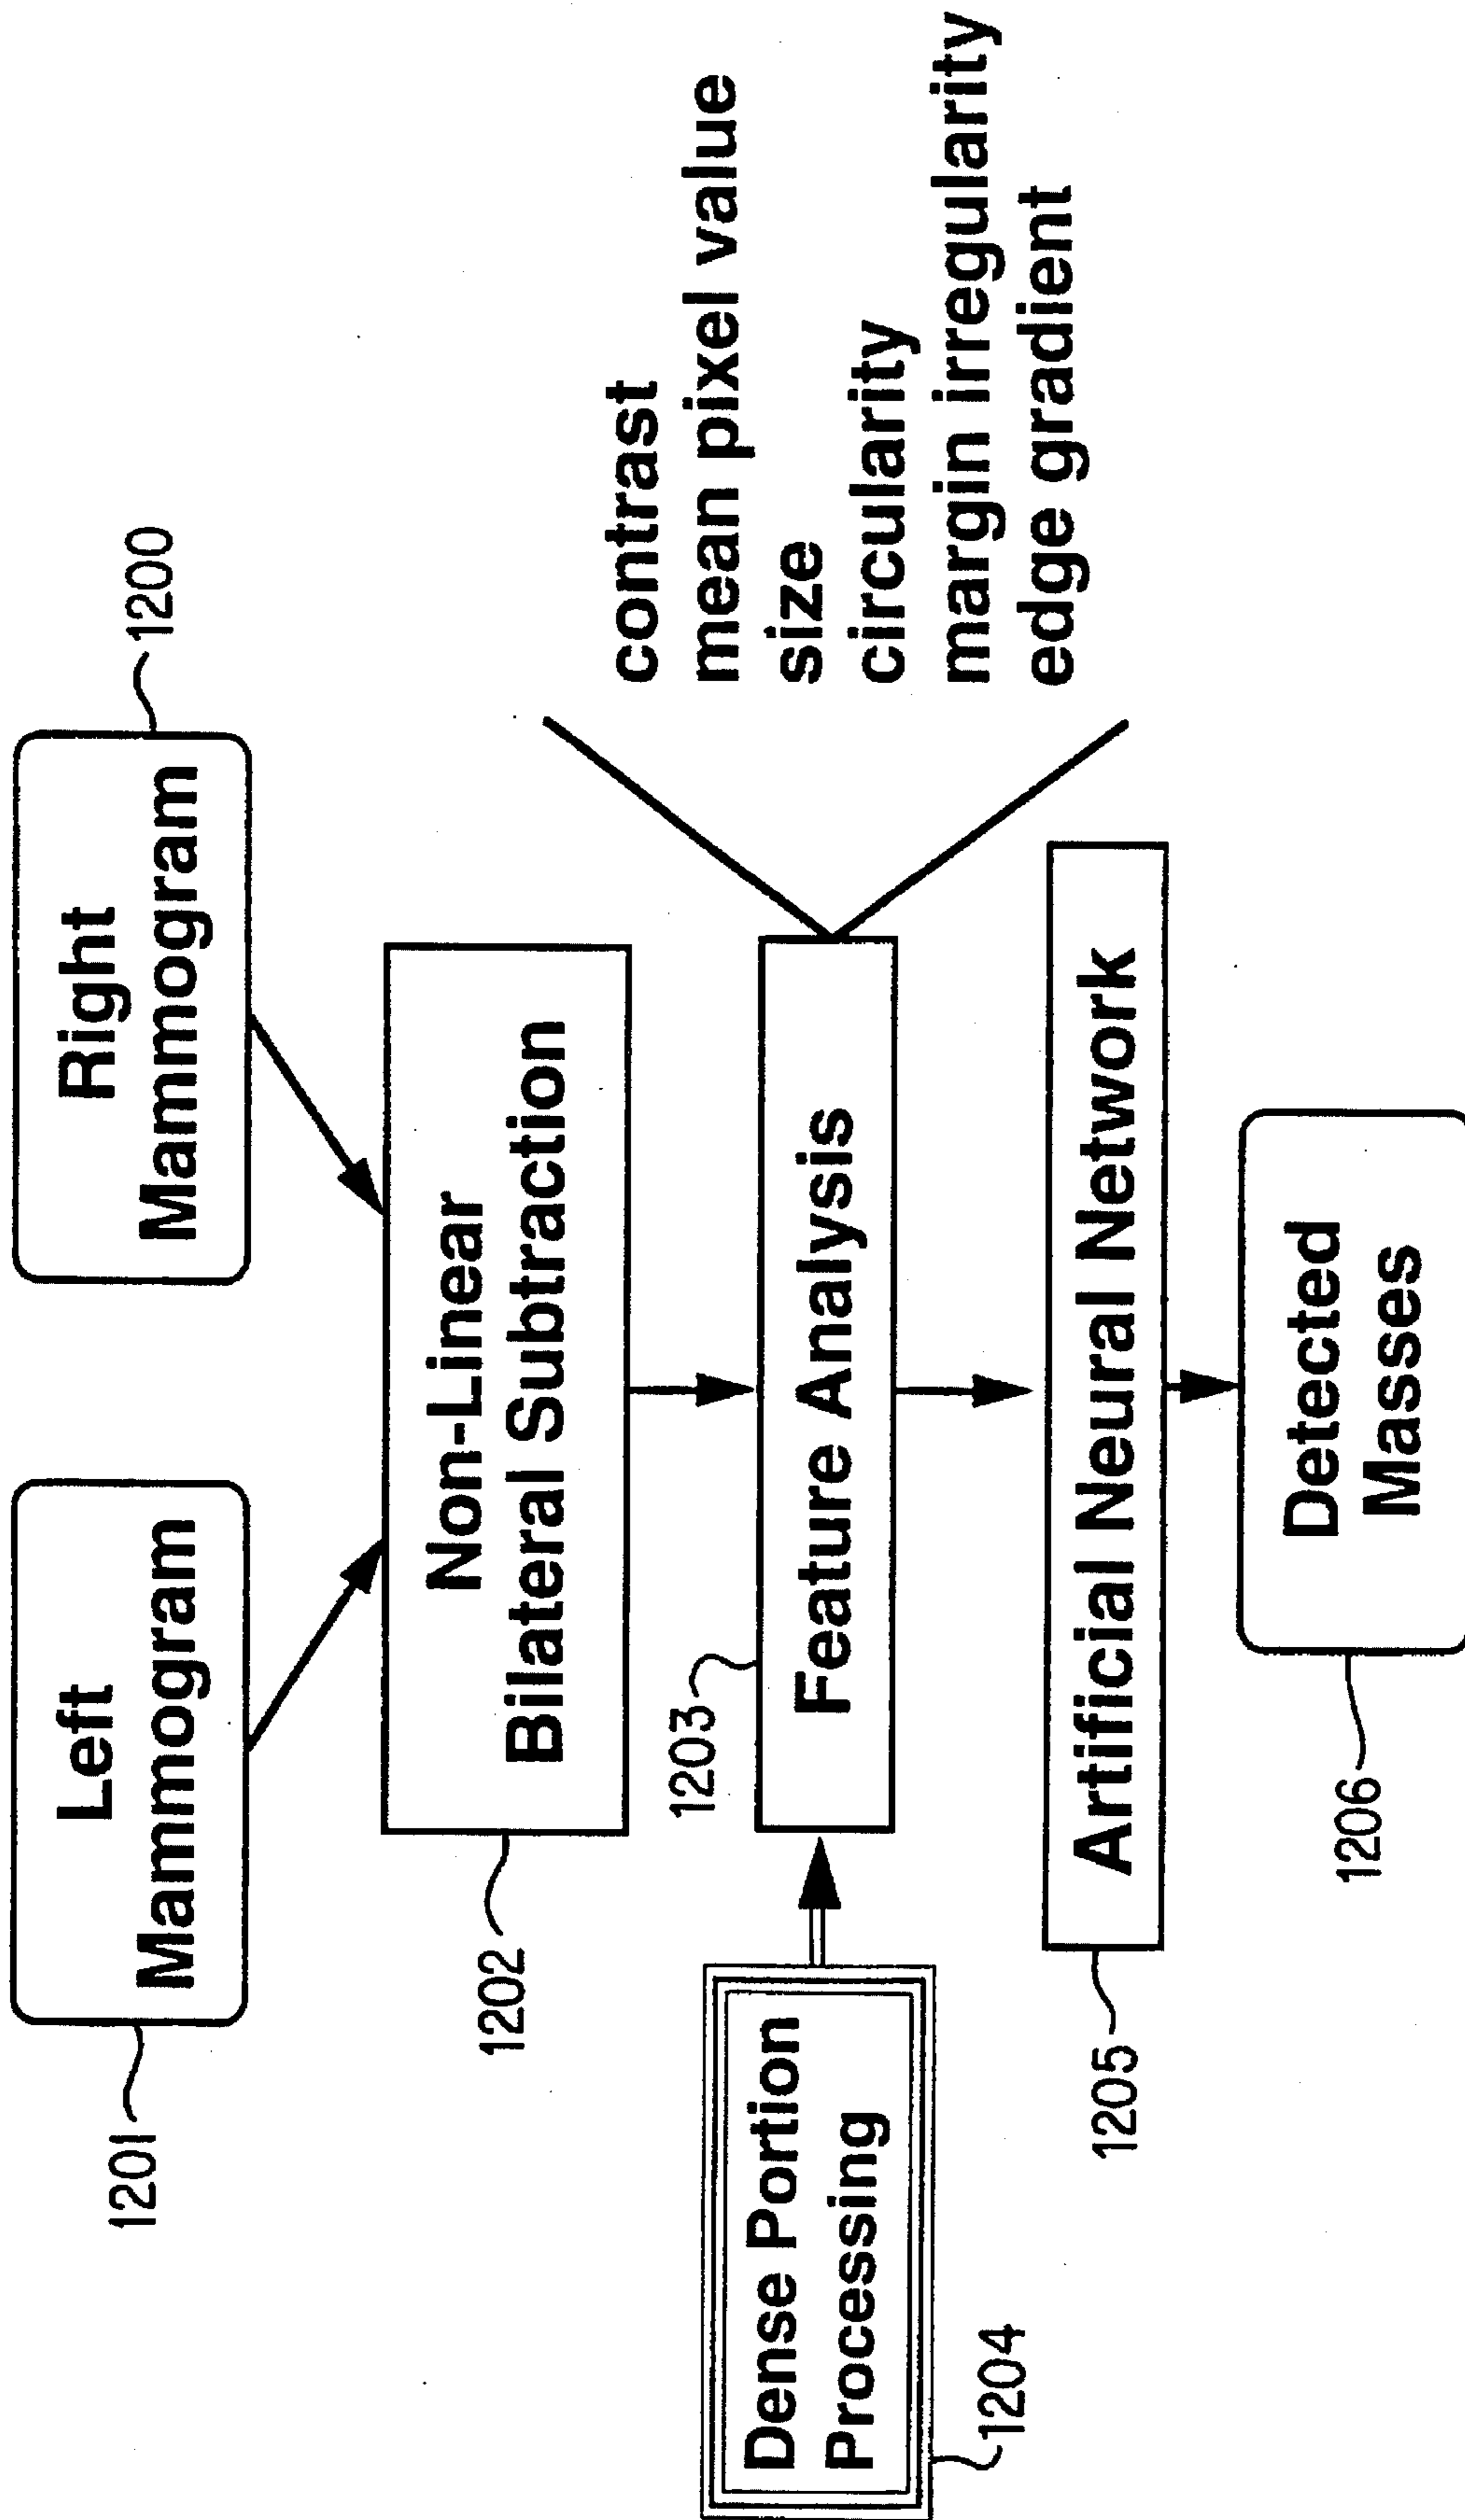 Left
Mammogram
1201
Right
Mammogram
1200
Non-Linear
Bilateral Subtraction
1202
1203
Dense Portion
Processing
1204
Feature Analysis
contrast
mean pixel value
size
circularity
margin irregularity
edge gradient
Artificial Neural Network
1205
Detected
Masses
1206